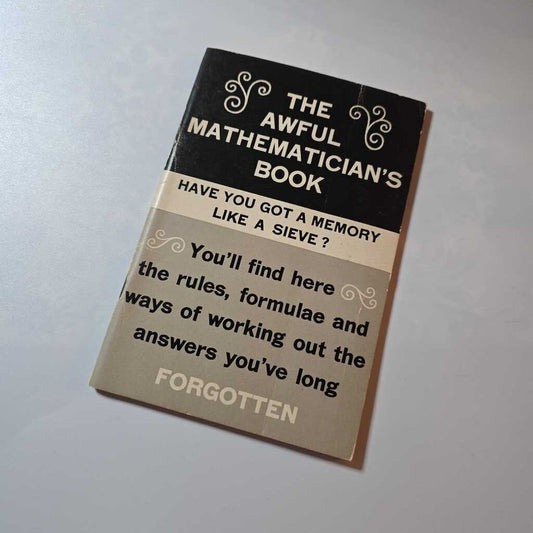 THE
AWFUL
MATHEMATICIAN'S
BOOK
HAVE YOU GOT A MEMORY
LIKE A SIEVE?
You'll find here
the rules, formulae and
ways of working out the
answers you've long
FORGOTTEN